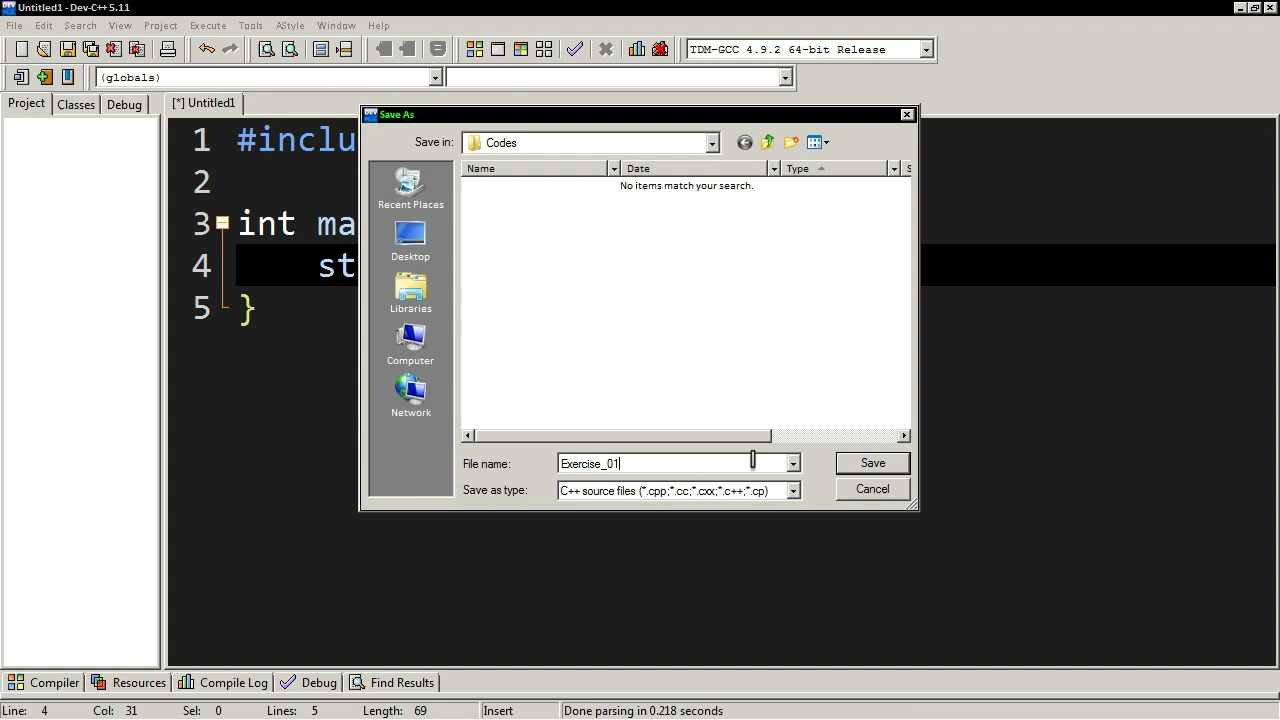 Untitled1 - Dev-C++ 5.11
File Edit Search View Project Execute Tools AStyle Window Help
TDM-GCC 4.9.2 64-bit Release
(globals)
Project Classes Debug [*] Untitled1
Save As
Save in: Codes
Name Date Type S
No items match your search.
Recent Places
Desktop
Libraries
Computer
Network
File name: Exercise_01 Save
Save as type: C++ source files (*.cpp;*.cc;*.cxx;*.c++;*.cp) Cancel
1 #inclu
2
3 int ma
4 st
5 }
Compiler Resources Compile Log Debug Find Results
Line: 4 Col: 31 Sel: 0 Lines: 5 Length: 69 Insert Done parsing in 0.218 seconds